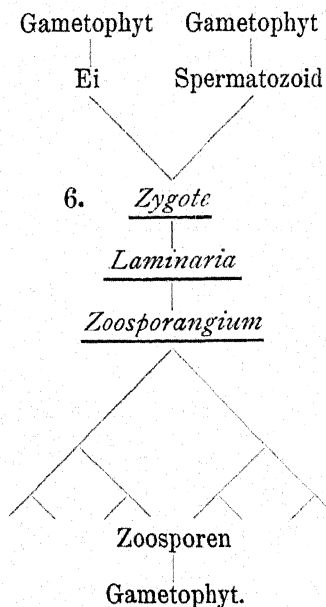 Gametophyt Gametophyt
Ei Spermatozoid
6. Zygote
Laminaria
Zoosporangium
Zoosporen
Gametophyt.